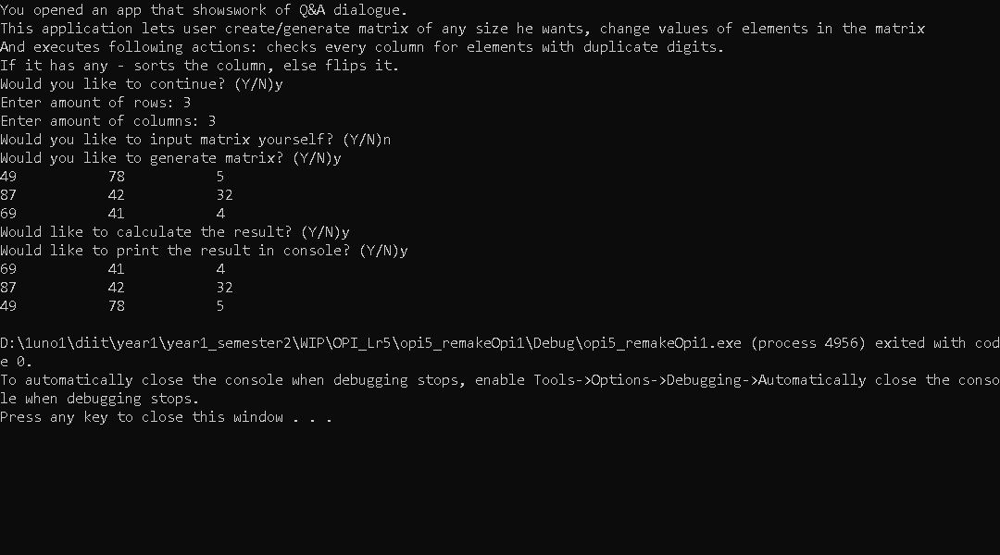 You opened an app that showswork of Q&A dialogue.
This application lets user create/generate matrix of any size he wants, change values of elements in the matrix
And executes following actions: checks every column for elements with duplicate digits.
If it has any - sorts the column, else flips it.
Would you like to continue? (Y/N)y
Enter amount of rows: 3
Enter amount of columns: 3
Would you like to input matrix yourself? (Y/N)n
Would you like to generate matrix? (Y/N)y
49 78 5
87 42 32
69 41 4
Would like to calculate the result? (Y/N)y
Would like to print the result in console? (Y/N)y
69 41 4
87 42 32
49 78 5
D:\1uno1\diit\year1\year1_semester2\WIP\OPI_Lr5\opi5_remakeOpi1\Debug\opi5_remakeOpi1.exe (process 4956) exited with cod
e 0.
To automatically close the console when debugging stops, enable Tools->Options->Debugging->Automatically close the conso
le when debugging stops.
Press any key to close this window . . .